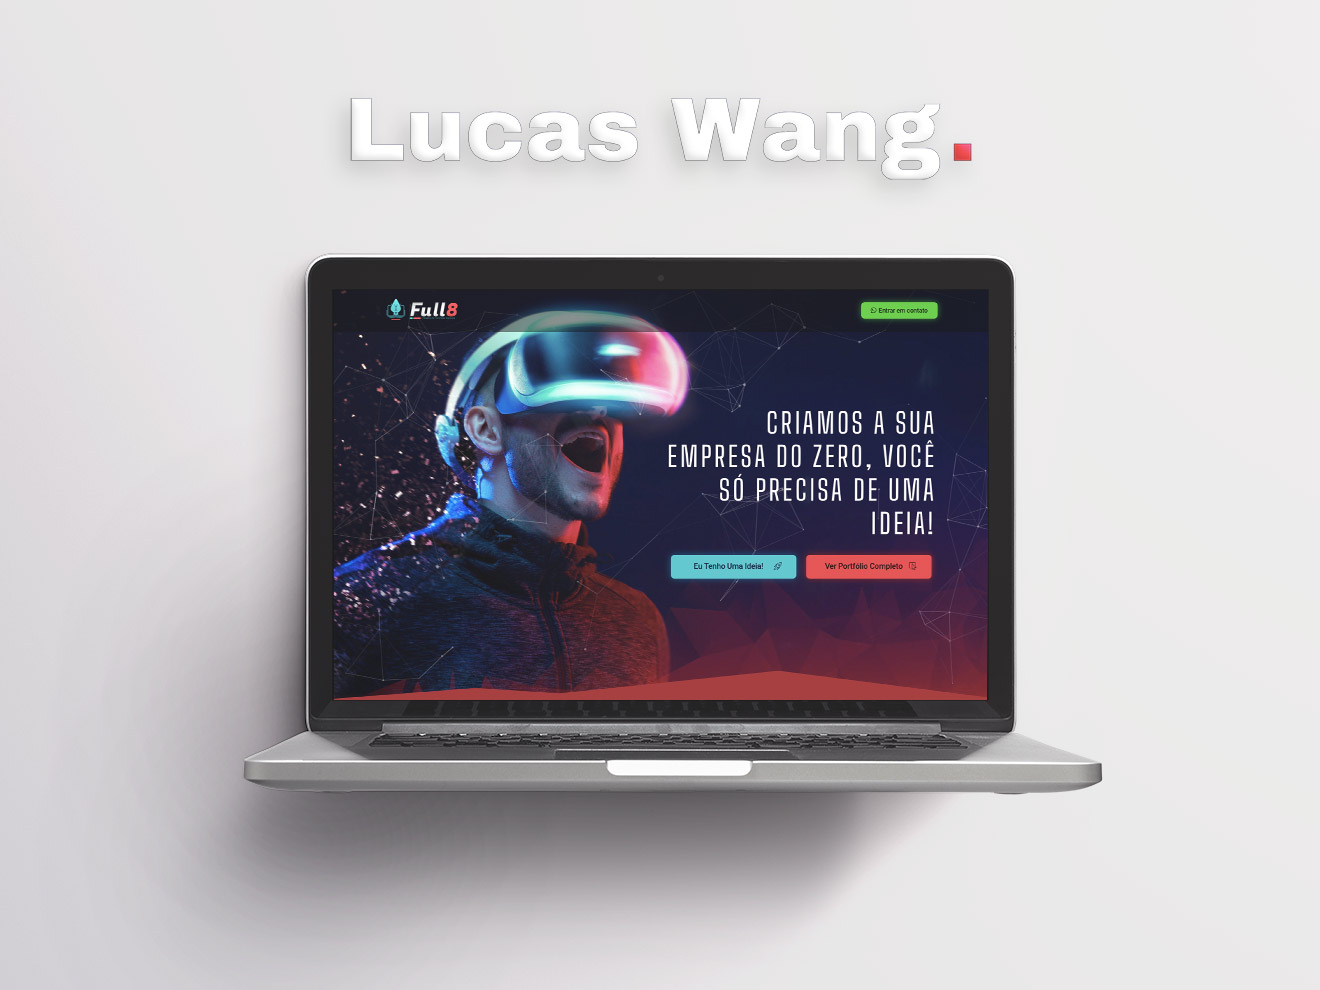 Lucas Wang.
Full8
Entrar em contato
CRIAMOS A SUA
EMPRESA DO ZERO, VOCÊ
SÓ PRECISA DE UMA
IDEIA!
Eu Tenho Uma Ideia!
Ver Portfólio Completo